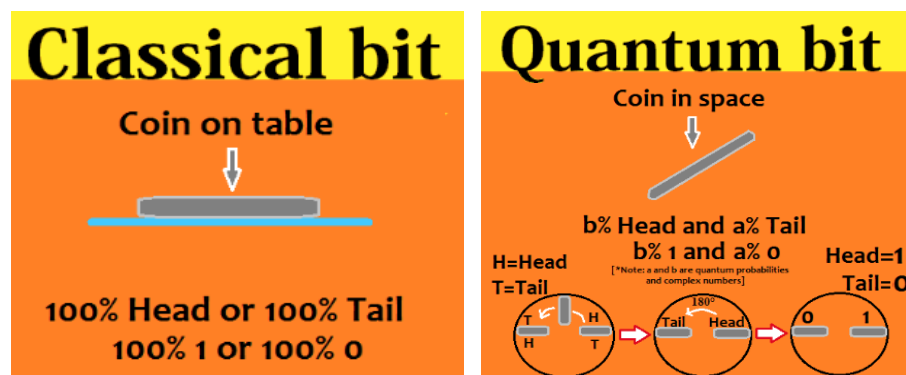 Classical bit
Coin on table
100% Head or 100% Tail
100% 1 or 100% 0
Quantum bit
Coin in space
b% Head and a% Tail
b% 1 and a% 0
[*Note: a and b are quantum probabilities
and complex numbers]
H=Head
T=Tail
Head=1
Tail=0
T H
H T
180°
Tail Head
0 1